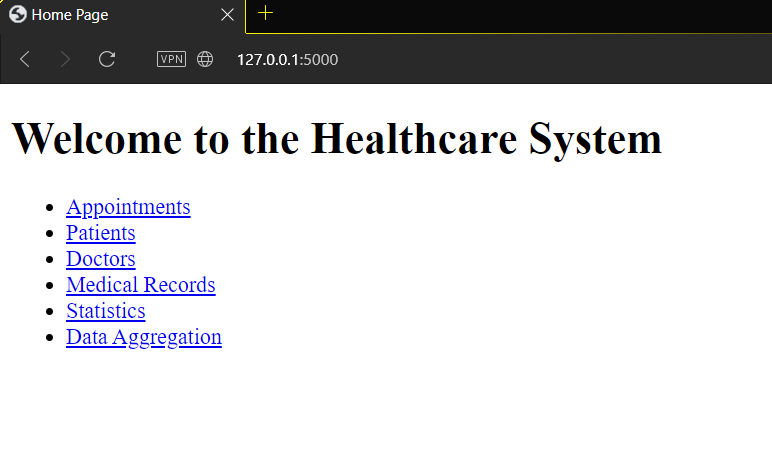 Home Page
VPN
127.0.0.1:5000
Welcome to the Healthcare System
Appointments
Patients
Doctors
Medical Records
Statistics
Data Aggregation